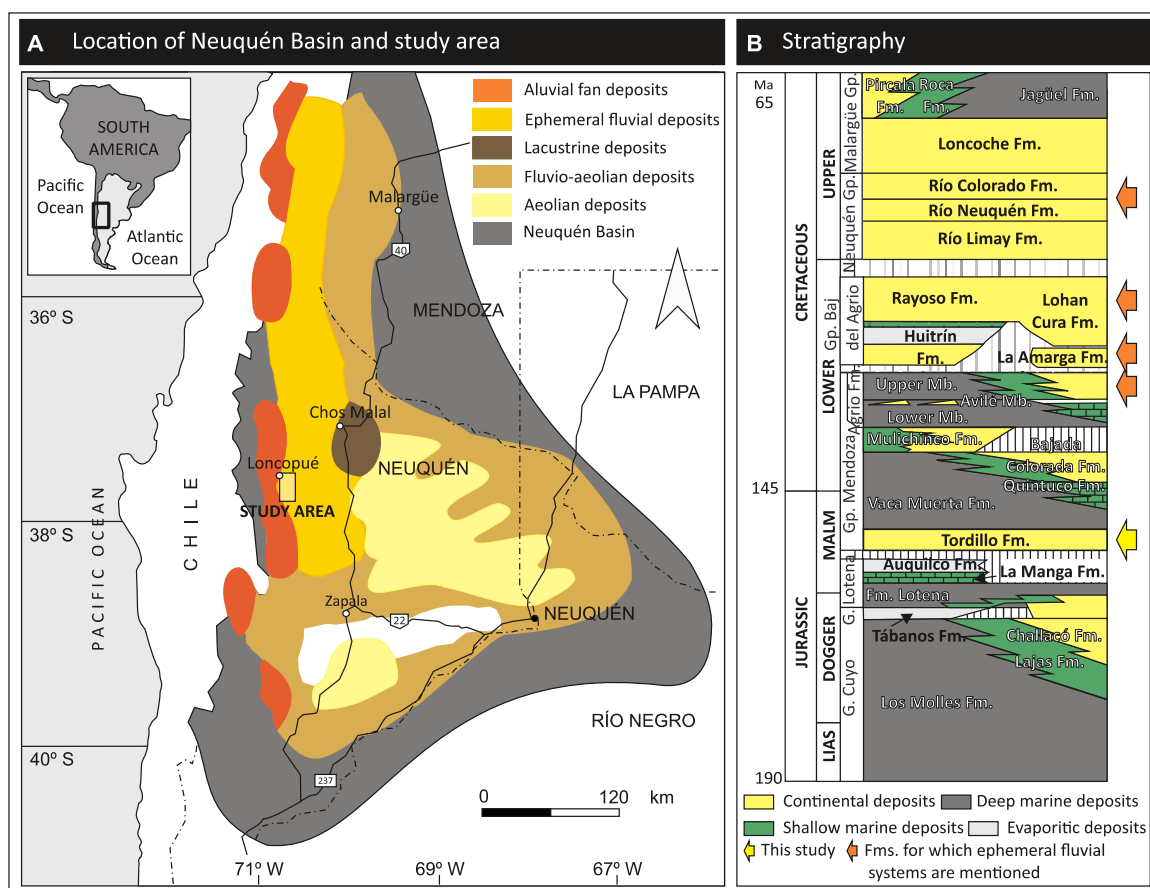 A Location of Neuquén Basin and study area
SOUTH
AMERICA
Pacific
Ocean
Atlantic
Ocean
Aluvial fan deposits
Ephemeral fluvial deposits
Lacustrine deposits
Fluvio-aeolian deposits
Aeolian deposits
Neuquén Basin
Malargüe
40
36º S
MENDOZA
LA PAMPA
Chos Malal
Loncopué
NEUQUÉN
STUDY AREA
CHILE
PACIFIC OCEAN
38º S
Zapala
22
NEUQUÉN
RÍO NEGRO
40º S
237
0 120 km
71º W 69º W 67º W
B Stratigraphy
Ma
65
145
190
CRETACEOUS
JURASSIC
UPPER
LOWER
MALM
DOGGER
LIAS
Malargüe Gp.
Neuquén Gp.
Gp. Baj
del Agrio
Agrio Fm.
Gp. Mendoza
G. Lotena
G. Cuyo
Pircala Roca
Fm. Fm.
Jagüel Fm.
Loncoche Fm.
Río Colorado Fm.
Río Neuquén Fm.
Río Limay Fm.
Rayoso Fm.
Lohan
Cura Fm.
Huitrín
Fm.
La Amarga Fm.
Upper Mb.
Avilé Mb.
Lower Mb.
Mulichinco Fm.
Bajada
Colorada Fm.
Quintuco Fm.
Vaca Muerta Fm.
Tordillo Fm.
Auquilco Fm.
La Manga Fm.
Fm. Lotena
Tábanos Fm.
Challacó Fm.
Lajas Fm.
Los Molles Fm.
Continental deposits
Deep marine deposits
Shallow marine deposits
Evaporitic deposits
This study
Fms. for which ephemeral fluvial
systems are mentioned